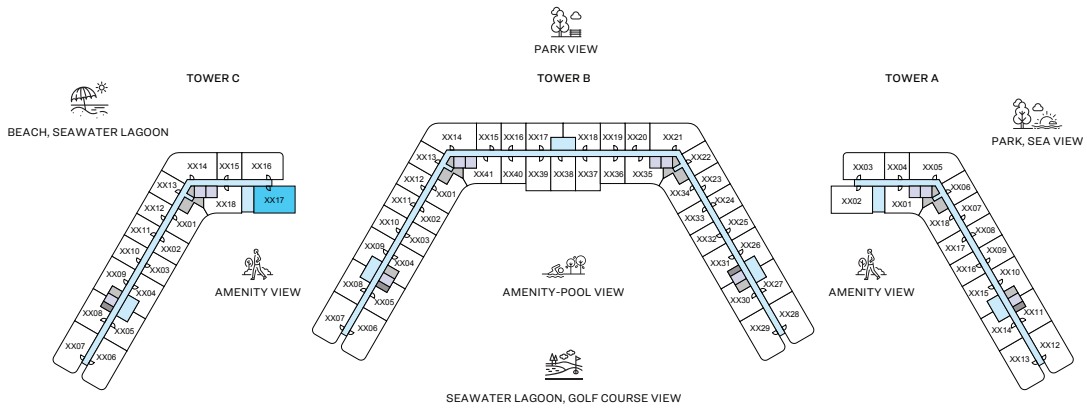 PARK VIEW
TOWER C
TOWER B
TOWER A
BEACH, SEAWATER LAGOON
PARK, SEA VIEW
XX14
XX15
XX16
XX13
XX17
XX12
XX18
XX01
XX11
XX02
XX10
XX03
XX09
XX04
XX08
XX05
XX07
XX06
AMENITY VIEW
XX14
XX15
XX16
XX17
XX18
XX19
XX20
XX21
XX13
XX22
XX12
XX41
XX40
XX39
XX38
XX37
XX36
XX35
XX23
XX01
XX34
XX11
XX24
XX02
XX33
XX10
XX25
XX03
XX32
XX09
XX26
XX04
XX31
XX08
XX27
XX05
XX30
XX07
XX28
XX06
XX29
AMENITY-POOL VIEW
SEAWATER LAGOON, GOLF COURSE VIEW
XX03
XX04
XX05
XX06
XX02
XX01
XX07
XX18
XX08
XX17
XX09
XX16
XX10
XX15
XX11
XX14
XX12
XX13
AMENITY VIEW